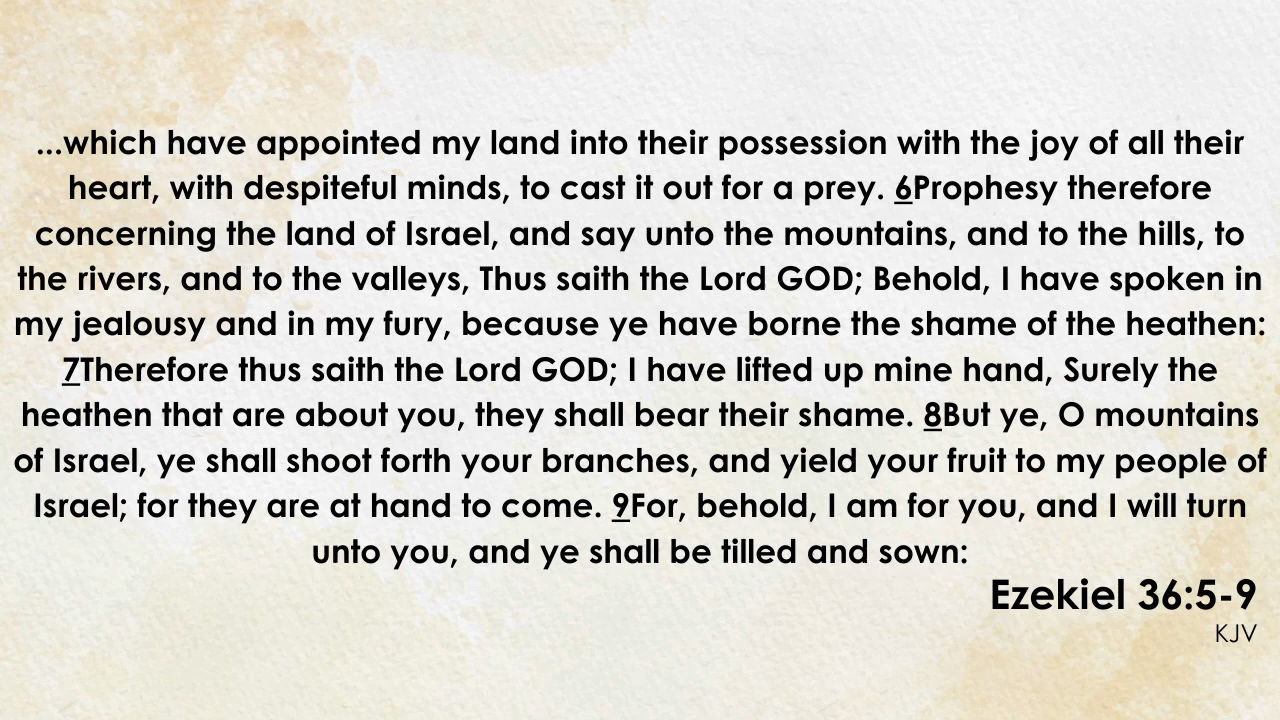 ...which have appointed my land into their possession with the joy of all their
heart, with despiteful minds, to cast it out for a prey. 6Prophesy therefore
concerning the land of Israel, and say unto the mountains, and to the hills, to
the rivers, and to the valleys, Thus saith the Lord GOD; Behold, I have spoken in
my jealousy and in my fury, because ye have borne the shame of the heathen:
7Therefore thus saith the Lord GOD; I have lifted up mine hand, Surely the
heathen that are about you, they shall bear their shame. 8But ye, O mountains
of Israel, ye shall shoot forth your branches, and yield your fruit to my people of
Israel; for they are at hand to come. 9For, behold, I am for you, and I will turn
unto you, and ye shall be tilled and sown:
Ezekiel 36:5-9
KJV